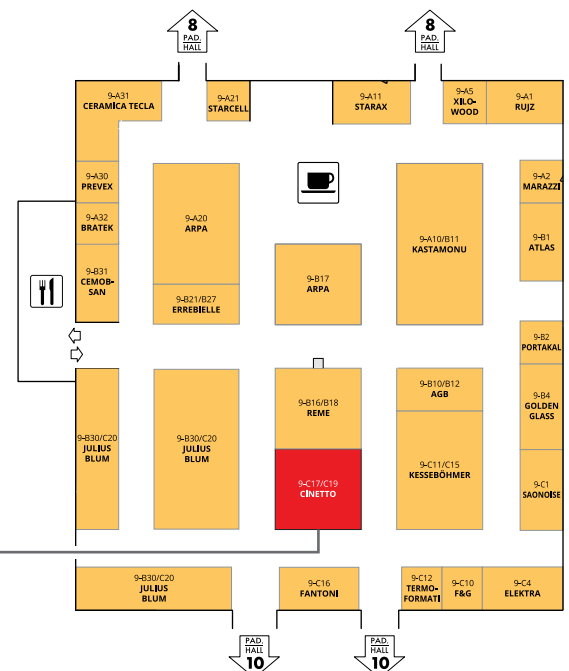 8
PAD.
HALL
8
PAD.
HALL
9-A31
CERAMICA TECLA
9-A21
STARCELL
9-A11
STARAX
9-A5
XILO-
WOOD
9-A1
RUJZ
9-A30
PREVEX
9-A32
BRATEK
9-B31
CEMOB-
SAN
9-A20
ARPA
9-B21/B27
ERREBIELLE
9-B17
ARPA
9-A10/B11
KASTAMONU
9-A2
MARAZZI
9-B1
ATLAS
9-B2
PORTAKAL
9-B4
GOLDEN
GLASS
9-C1
SAONOISE
9-B30/C20
JULIUS
BLUM
9-B30/C20
JULIUS
BLUM
9-B16/B18
REME
9-C17/C19
CINETTO
9-B10/B12
AGB
9-C11/C15
KESSEBÖHMER
9-B30/C20
JULIUS
BLUM
9-C16
FANTONI
9-C12
TERMO-
FORMATI
9-C10
F&G
9-C4
ELEKTRA
PAD.
HALL
10
PAD.
HALL
10